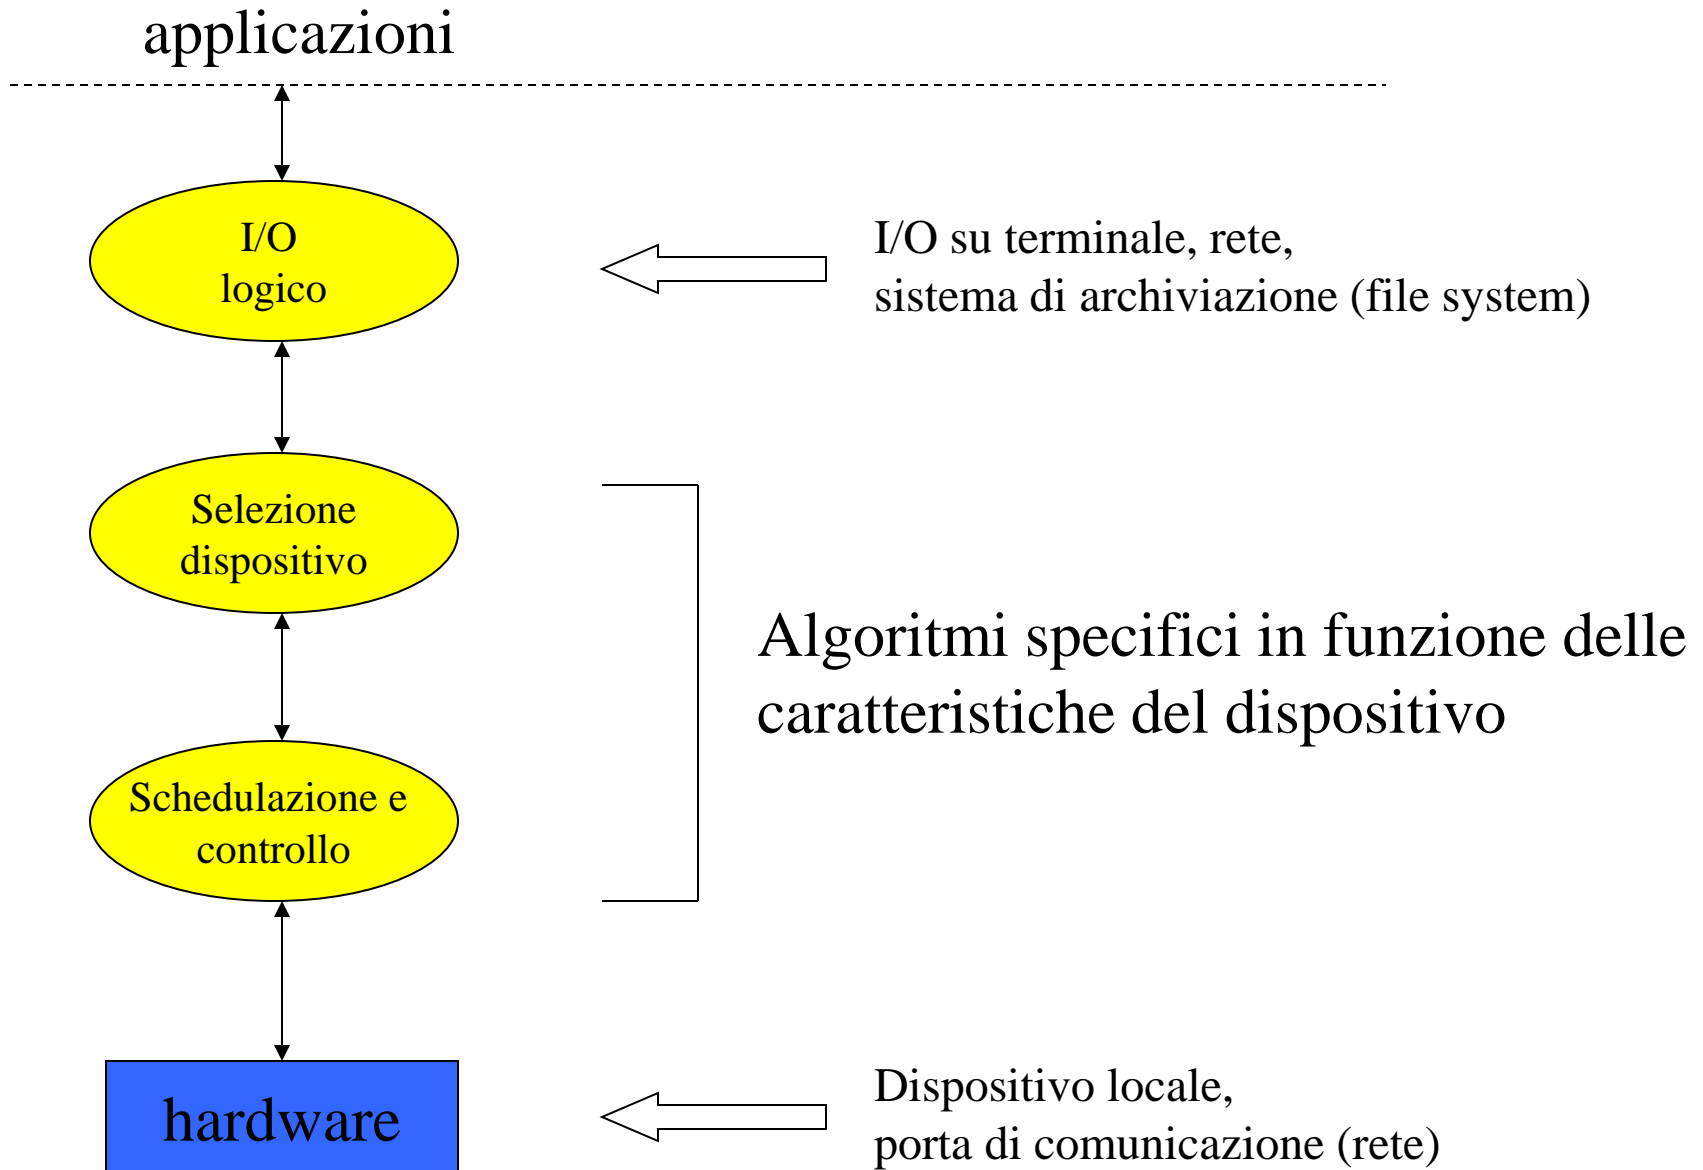 applicazioni
I/O
logico
I/O su terminale, rete,
sistema di archiviazione (file system)
Selezione
dispositivo
Algoritmi specifici in funzione delle
caratteristiche del dispositivo
Schedulazione e
controllo
hardware
Dispositivo locale,
porta di comunicazione (rete)